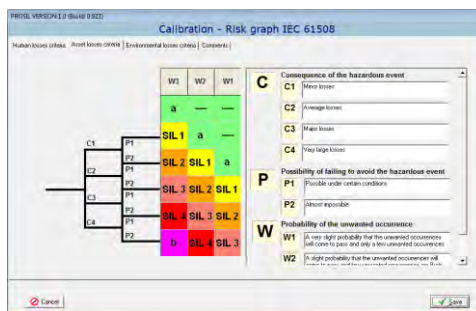 PROSIL VERSION 1.0 (Build 0.922)
Calibration - Risk graph IEC 61508
Human losses criteria Asset losses criteria Environmental losses criteria Comments
W3 W2 W1
a — —
SIL 1 a —
SIL 2 SIL 1 a
SIL 3 SIL 2 SIL 1
SIL 4 SIL 3 SIL 2
b SIL 4 SIL 3
C1 P1
P2
C2 P1
P2
C3 P1
P2
C4 P1
P2
C Consequence of the hazardous event
C1 Minor losses
C2 Average losses
C3 Major losses
C4 Very large losses
P Possibility of failing to avoid the hazardous event
P1 Possible under certain conditions
P2 Almost impossible
W Probability of the unwanted occurrence
W1 A very slight probability that the unwanted occurrences
will come to pass and only a few unwanted occurrences
W2 A slight probability that the unwanted occurrences will
Cancel Save